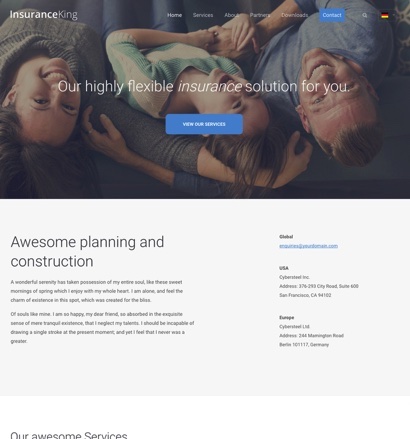 InsuranceKing
Home Services About Partners Downloads Contact
Our highly flexible insurance solution for you.
VIEW OUR SERVICES
Awesome planning and
construction
A wonderful serenity has taken possession of my entire soul, like these sweet
mornings of spring which I enjoy with my whole heart. I am alone, and feel the
charm of existence in this spot, which was created for the bliss.
Of souls like mine. I am so happy, my dear friend, so absorbed in the exquisite
sense of mere tranquil existence, that I neglect my talents. I should be incapable of
drawing a single stroke at the present moment; and yet I feel that I never was a
greater.
Global
enquiries@yourdomain.com
USA
Cybersteel Inc.
Address: 376-293 City Road, Suite 600
San Francisco, CA 94102
Europe
Cybersteel Ltd.
Address: 244 Mamington Road
Berlin 101117, Germany
Our awesome Services